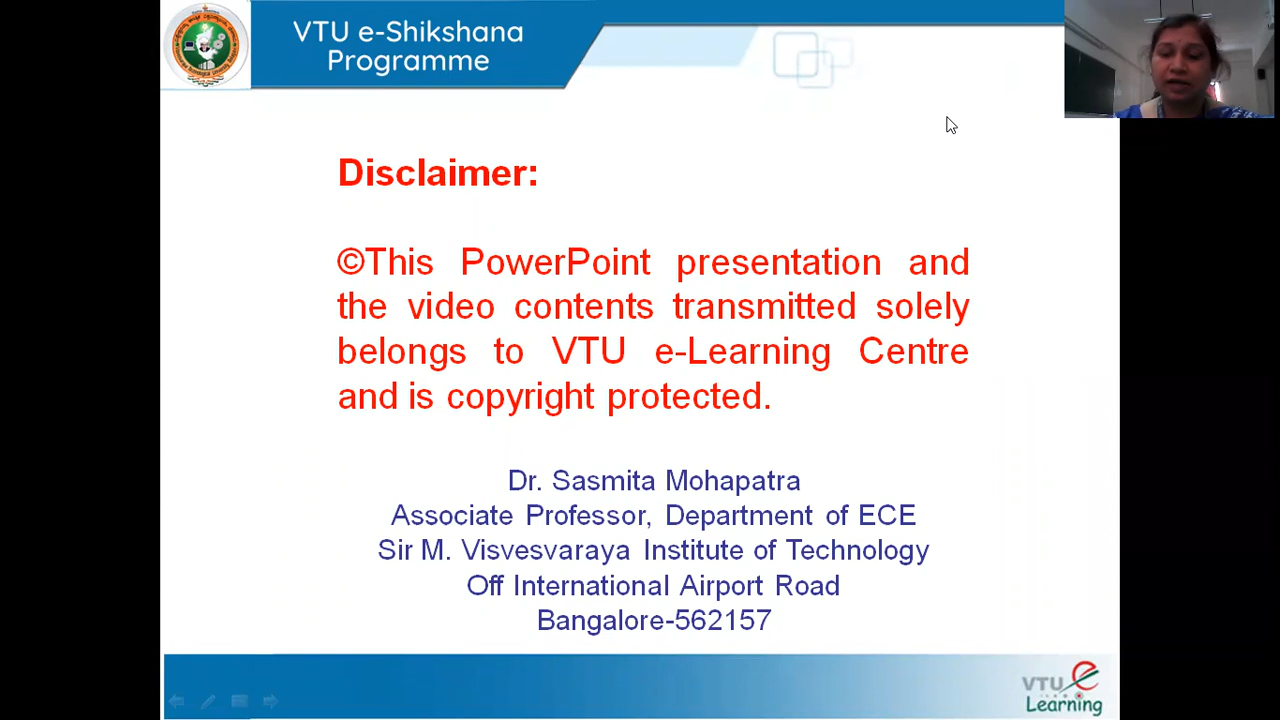 VTU e-Shikshana
Programme
Disclaimer:
©This PowerPoint presentation and
the video contents transmitted solely
belongs to VTU e-Learning Centre
and is copyright protected.
Dr. Sasmita Mohapatra
Associate Professor, Department of ECE
Sir M. Visvesvaraya Institute of Technology
Off International Airport Road
Bangalore-562157
VTU e
Learning